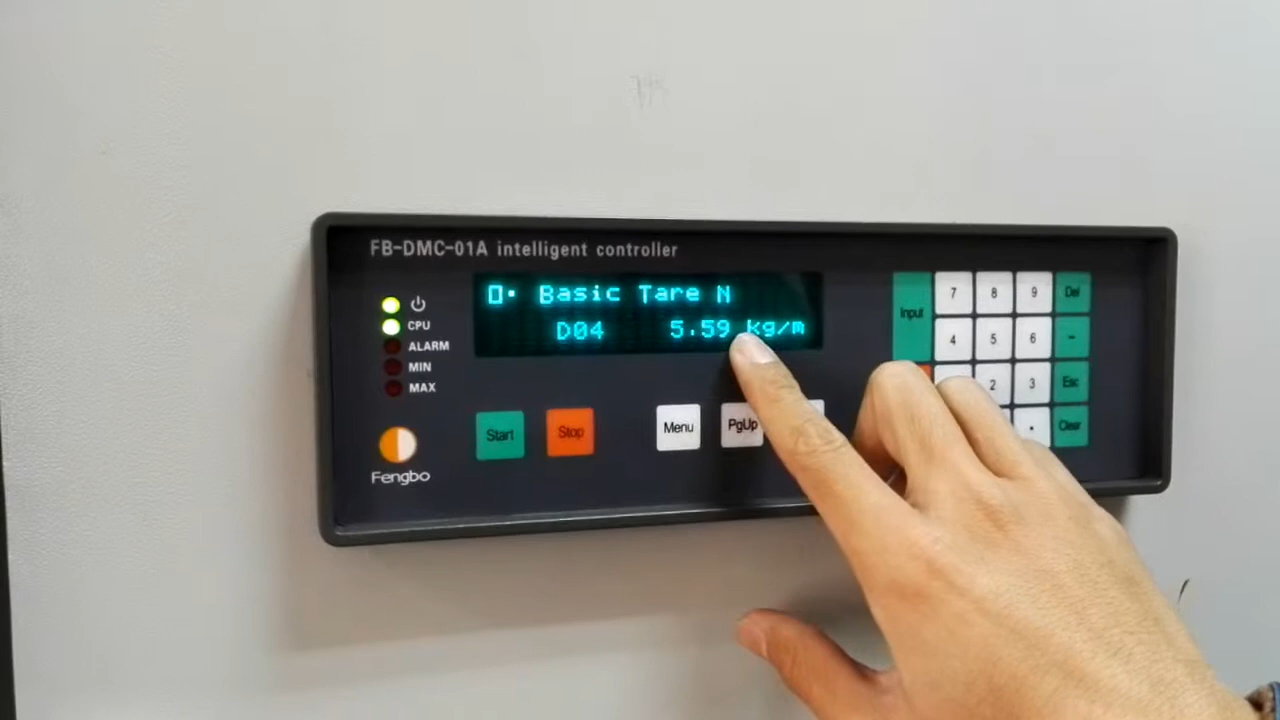 FB-DMC-01A intelligent controller
Basic Tare N
D04 5.59 kg/m
CPU
ALARM
MIN
MAX
Fengbo
Start
Stop
Menu
PgUp
Input
7 8 9 Del
4 5 6 -
2 3 Esc
. Clear